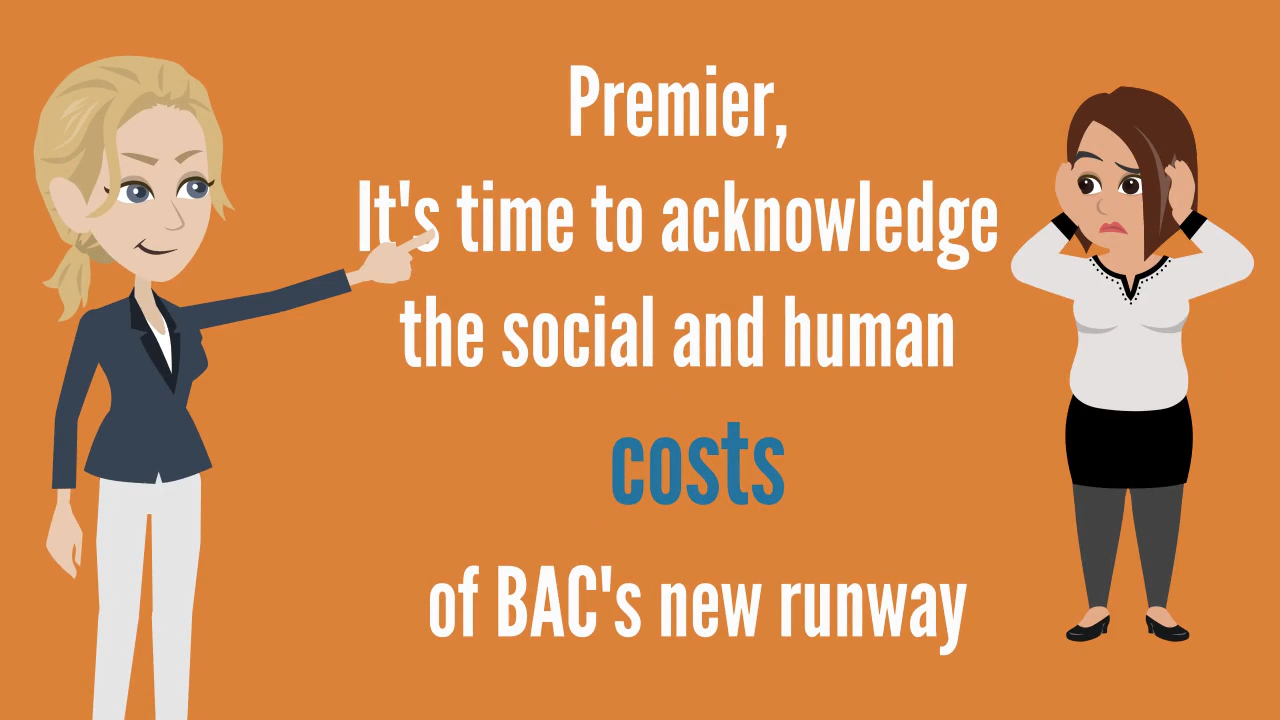 Premier,
It's time to acknowledge
the social and human
costs
of BAC's new runway